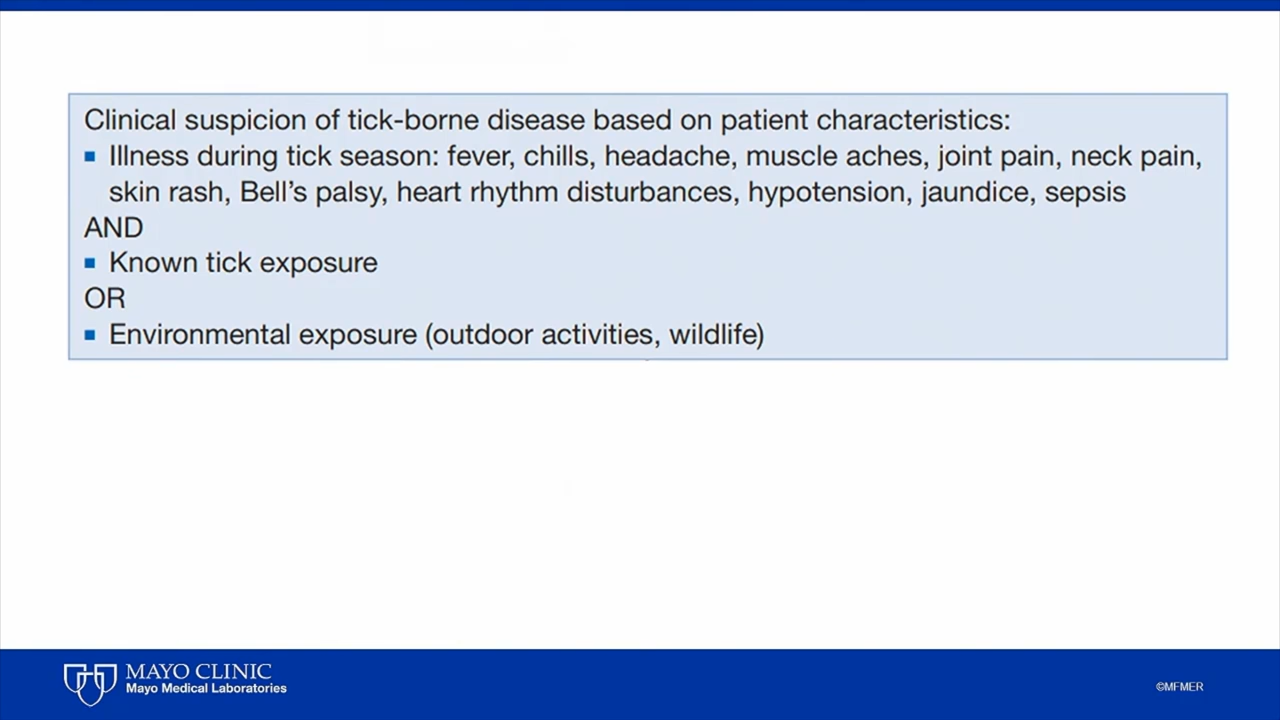 Clinical suspicion of tick-borne disease based on patient characteristics:
▪ Illness during tick season: fever, chills, headache, muscle aches, joint pain, neck pain,
skin rash, Bell’s palsy, heart rhythm disturbances, hypotension, jaundice, sepsis
AND
▪ Known tick exposure
OR
▪ Environmental exposure (outdoor activities, wildlife)
MAYO CLINIC
Mayo Medical Laboratories
©MFMER